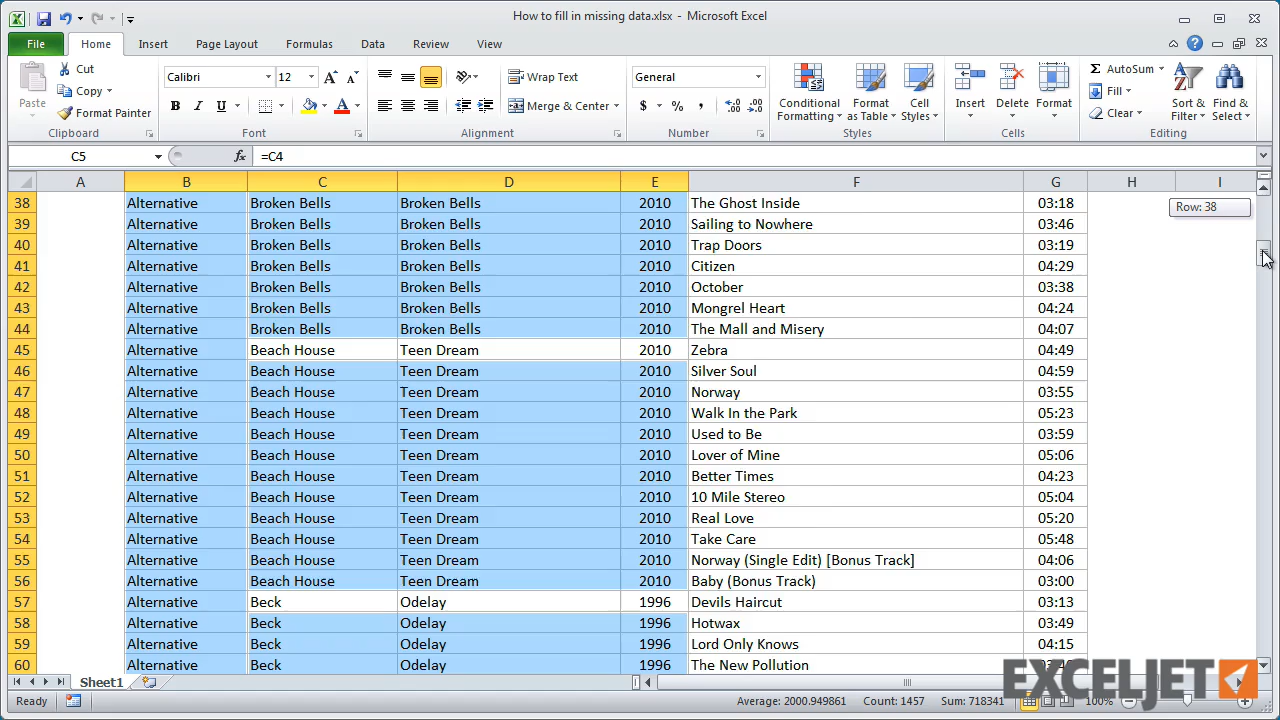 How to fill in missing data.xlsx - Microsoft Excel
File Home Insert Page Layout Formulas Data Review View
Paste Cut Copy Format Painter Clipboard
Calibri 12 B I U A Font
Wrap Text Merge & Center Alignment
General $ % , Number
Conditional Formatting Format as Table Cell Styles Styles
Insert Delete Format Cells
Σ AutoSum Fill Clear Sort & Filter Find & Select Editing
C5 fx =C4
A B C D E F G H I
38 Alternative Broken Bells Broken Bells 2010 The Ghost Inside 03:18 Row: 38
39 Alternative Broken Bells Broken Bells 2010 Sailing to Nowhere 03:46
40 Alternative Broken Bells Broken Bells 2010 Trap Doors 03:19
41 Alternative Broken Bells Broken Bells 2010 Citizen 04:29
42 Alternative Broken Bells Broken Bells 2010 October 03:38
43 Alternative Broken Bells Broken Bells 2010 Mongrel Heart 04:24
44 Alternative Broken Bells Broken Bells 2010 The Mall and Misery 04:07
45 Alternative Beach House Teen Dream 2010 Zebra 04:49
46 Alternative Beach House Teen Dream 2010 Silver Soul 04:59
47 Alternative Beach House Teen Dream 2010 Norway 03:55
48 Alternative Beach House Teen Dream 2010 Walk In the Park 05:23
49 Alternative Beach House Teen Dream 2010 Used to Be 03:59
50 Alternative Beach House Teen Dream 2010 Lover of Mine 05:06
51 Alternative Beach House Teen Dream 2010 Better Times 04:23
52 Alternative Beach House Teen Dream 2010 10 Mile Stereo 05:04
53 Alternative Beach House Teen Dream 2010 Real Love 05:20
54 Alternative Beach House Teen Dream 2010 Take Care 05:48
55 Alternative Beach House Teen Dream 2010 Norway (Single Edit) [Bonus Track] 04:06
56 Alternative Beach House Teen Dream 2010 Baby (Bonus Track) 03:00
57 Alternative Beck Odelay 1996 Devils Haircut 03:13
58 Alternative Beck Odelay 1996 Hotwax 03:49
59 Alternative Beck Odelay 1996 Lord Only Knows 04:15
60 Alternative Beck Odelay 1996 The New Pollution
Sheet1
EXCELJET
Ready Average: 2000.949861 Count: 1457 Sum: 718341 100%